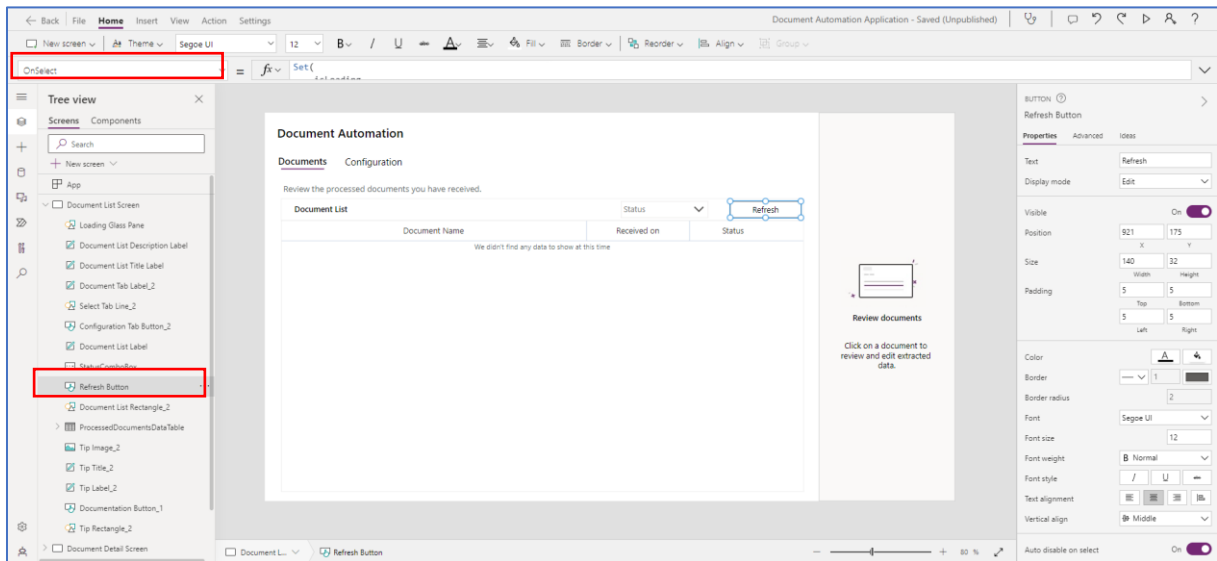 Back File Home Insert View Action Settings Document Automation Application - Saved (Unpublished) ?
New screen Theme Segoe UI 12 B / U abc A Fill Border Reorder Align Group
OnSelect = fx Set(
isLoading
Tree view
Screens Components
Search
New screen
App
Document List Screen
Loading Glass Pane
Document List Description Label
Document List Title Label
Document Tab Label_2
Select Tab Line_2
Configuration Tab Button_2
Document List Label
StatusComboBox
Refresh Button ...
Document List Rectangle_2
ProcessedDocumentsDataTable
Tip Image_2
Tip Title_2
Tip Label_2
Documentation Button_1
Tip Rectangle_2
Document Detail Screen
Document Automation
Documents Configuration
Review the processed documents you have received.
Document List Status Refresh
Document Name Received on Status
We didn't find any data to show at this time
Review documents
Click on a document to
review and edit extracted
data.
Document L... Refresh Button 80 %
BUTTON ?
Refresh Button
Properties Advanced Ideas
Text Refresh
Display mode Edit
Visible On
Position 921 175
X Y
Size 140 32
Width Height
Padding 5 5
Top Bottom
5 5
Left Right
Color A
Border 1
Border radius 2
Font Segoe UI
Font size 12
Font weight B Normal
Font style / U abc
Text alignment
Vertical align Middle
Auto disable on select On